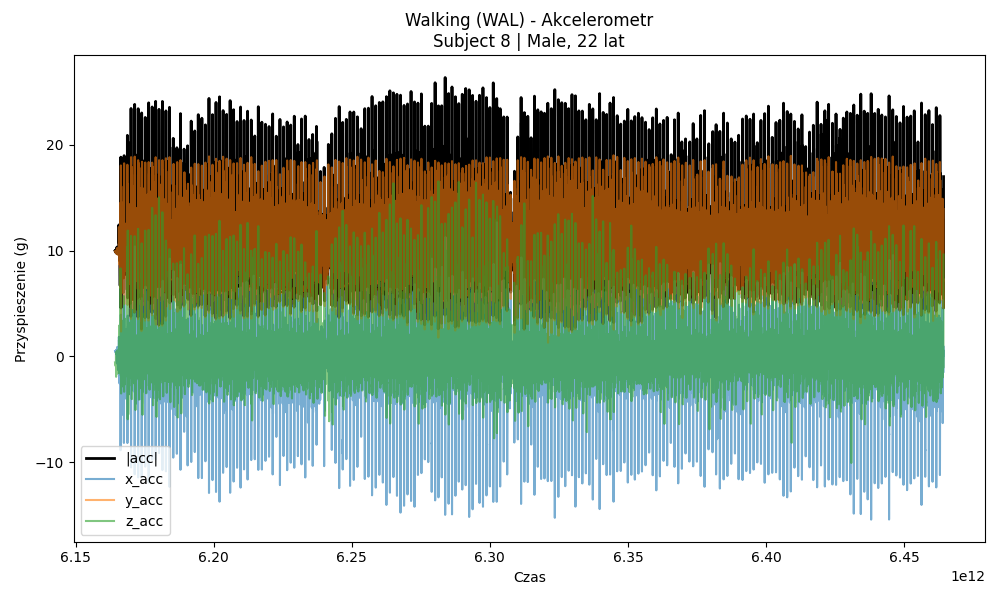 Walking (WAL) - Akcelerometr
Subject 8 | Male, 22 lat
Przyspieszenie (g)
20
10
0
−10
|acc|
x_acc
y_acc
z_acc
6.15
6.20
6.25
6.30
6.35
6.40
6.45
1e12
Czas